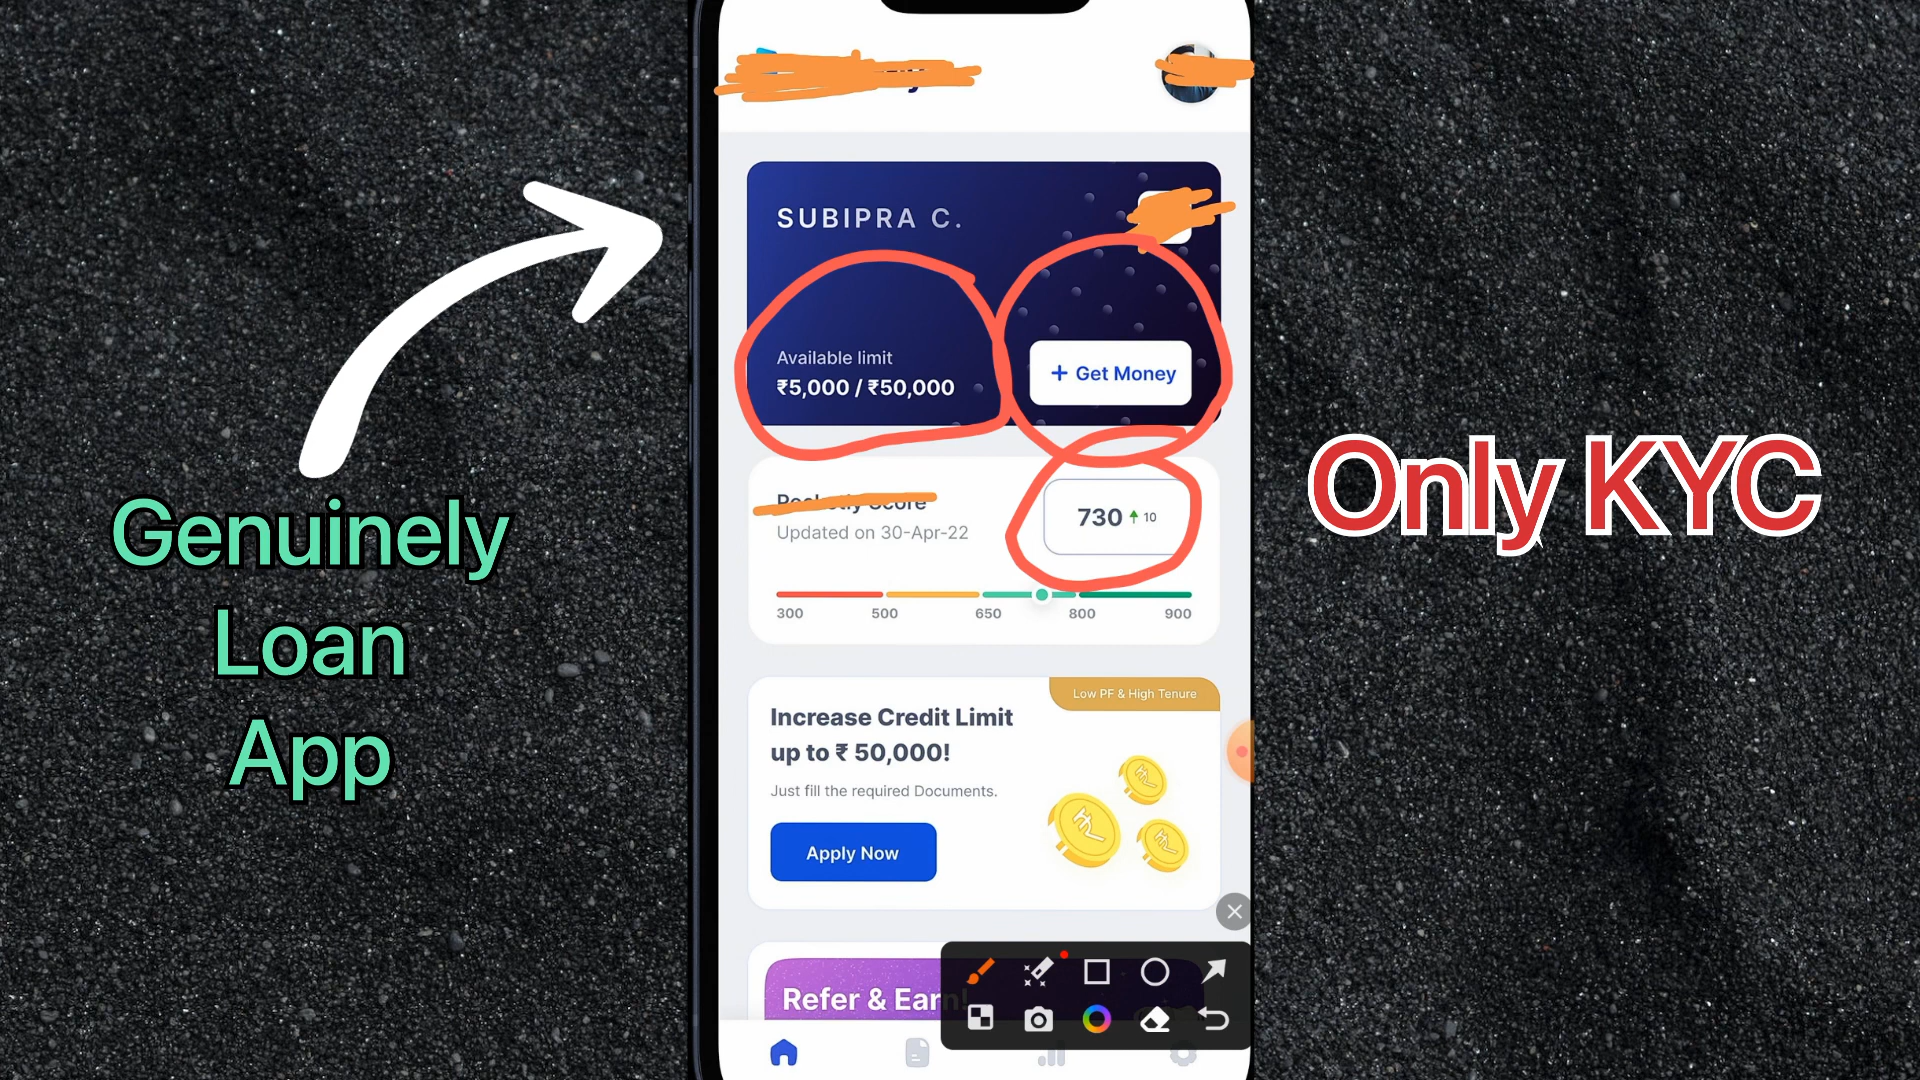 SUBIPRA C.
Available limit
₹5,000 / ₹50,000
+ Get Money
Score
Updated on 30-Apr-22
730 10
300 500 650 800 900
Low PF & High Tenure
Increase Credit Limit
up to ₹ 50,000!
Just fill the required Documents.
Apply Now
Refer & Earn!
Genuinely
Loan
App
Only KYC